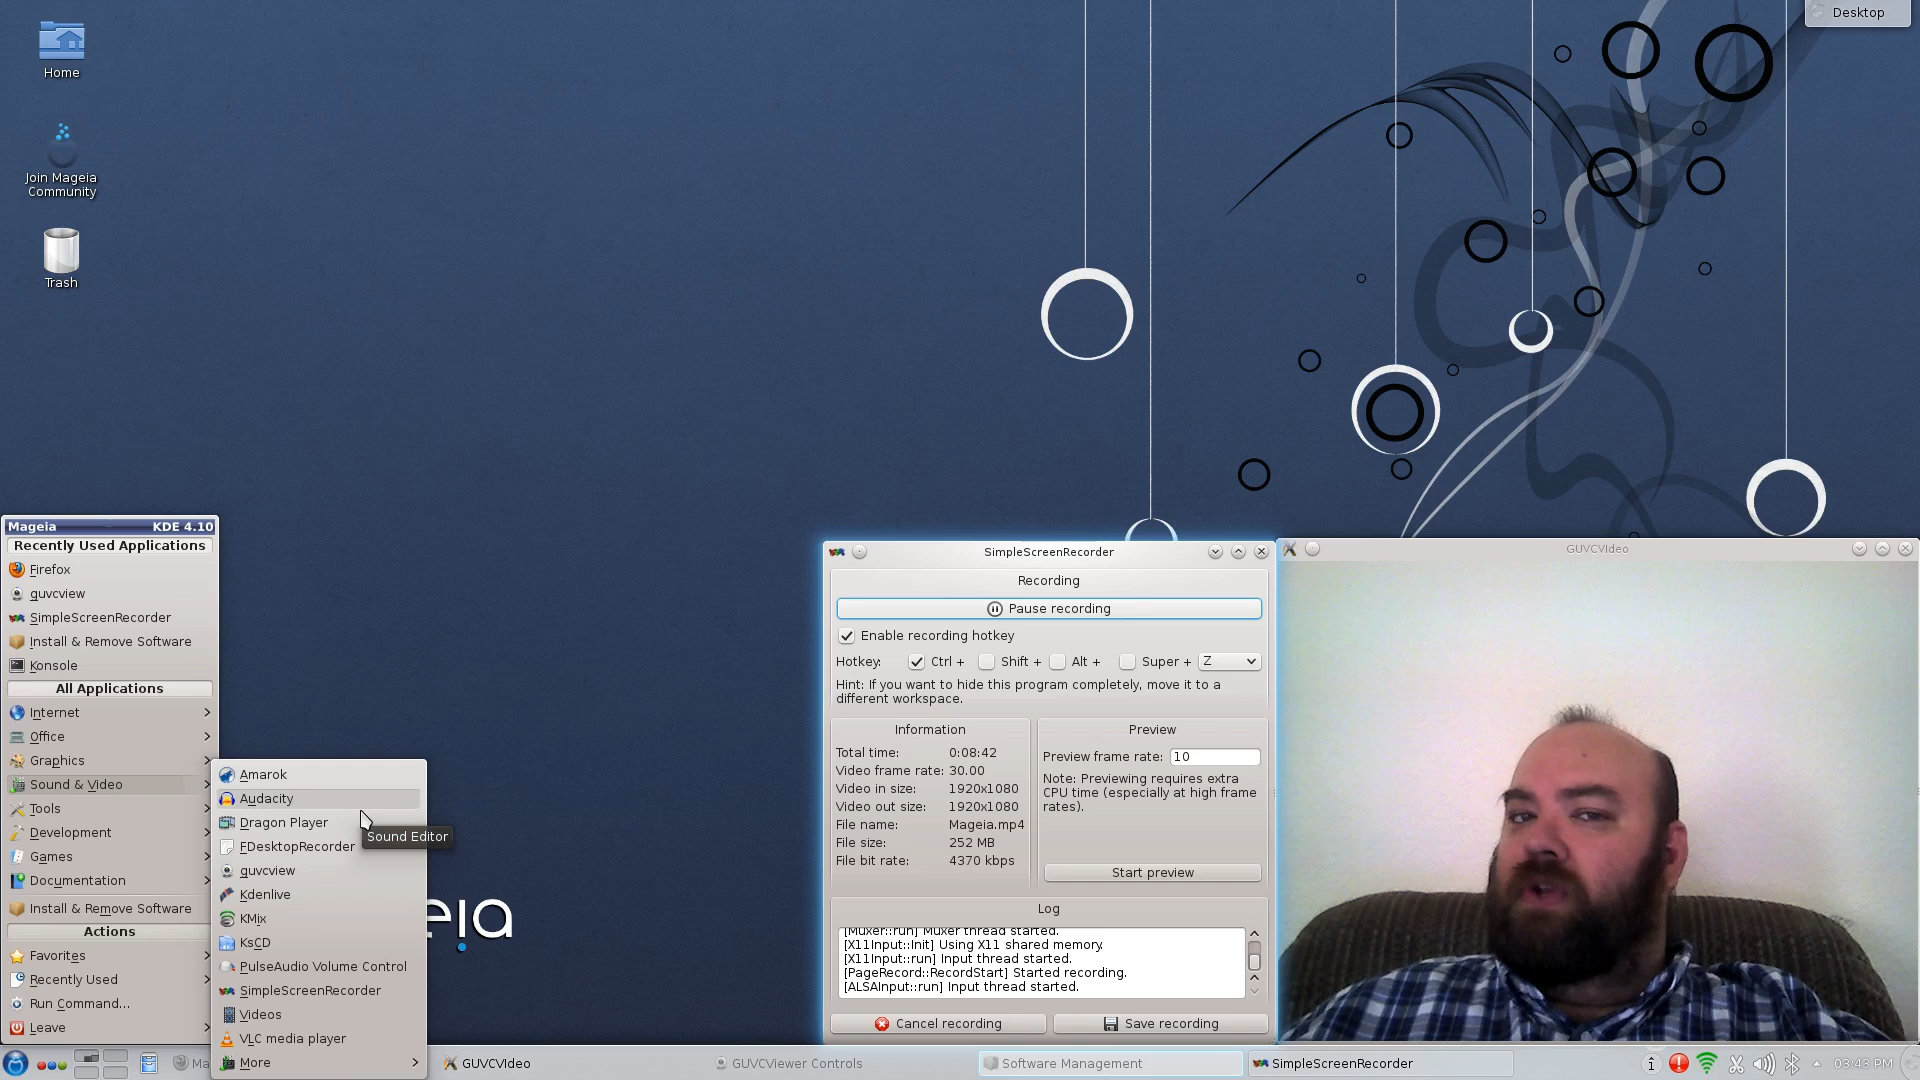 Desktop
Home
Join Mageia
Community
Trash
Mageia KDE 4.10
Recently Used Applications
Firefox
guvcview
SimpleScreenRecorder
Install & Remove Software
Konsole
All Applications
Internet
Office
Graphics
Sound & Video
Tools
Development
Games
Documentation
Install & Remove Software
Actions
Favorites
Recently Used
Run Command...
Leave
Amarok
Audacity
Dragon Player
FDesktopRecorder
guvcview
Kdenlive
KMix
KsCD
PulseAudio Volume Control
SimpleScreenRecorder
Videos
VLC media player
More
Sound Editor
eia
SimpleScreenRecorder
Recording
Pause recording
Enable recording hotkey
Hotkey: Ctrl + Shift + Alt + Super + Z
Hint: If you want to hide this program completely, move it to a
different workspace.
Information
Total time: 0:08:42
Video frame rate: 30.00
Video in size: 1920x1080
Video out size: 1920x1080
File name: Mageia.mp4
File size: 252 MB
File bit rate: 4370 kbps
Preview
Preview frame rate: 10
Note: Previewing requires extra
CPU time (especially at high frame
rates).
Start preview
Log
[Muxer::run] Muxer thread started.
[X11Input::Init] Using X11 shared memory.
[X11Input::run] Input thread started.
[PageRecord::RecordStart] Started recording.
[ALSAInput::run] Input thread started.
Cancel recording
Save recording
GUVCVIdeo
Ma
GUVCVIdeo
GUVCViewer Controls
Software Management
SimpleScreenRecorder
03:43 PM